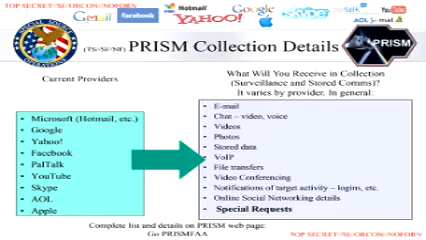 TOP SECRET//SI//ORCON//NOFORN
Gmail
facebook
Hotmail
YAHOO!
Google
skype
paltalk
You
AOL mail
SPECIAL SOURCE OPERATIONS
(TS//SI//NF) PRISM Collection Details
PRISM
Current Providers
• Microsoft (Hotmail, etc.)
• Google
• Yahoo!
• Facebook
• PalTalk
• YouTube
• Skype
• AOL
• Apple
What Will You Receive in Collection
(Surveillance and Stored Comms)?
It varies by provider. In general:
• E-mail
• Chat – video, voice
• Videos
• Photos
• Stored data
• VoIP
• File transfers
• Video Conferencing
• Notifications of target activity – logins, etc.
• Online Social Networking details
• Special Requests
Complete list and details on PRISM web page:
Go PRISMFAA
TOP SECRET//SI//ORCON//NOFORN